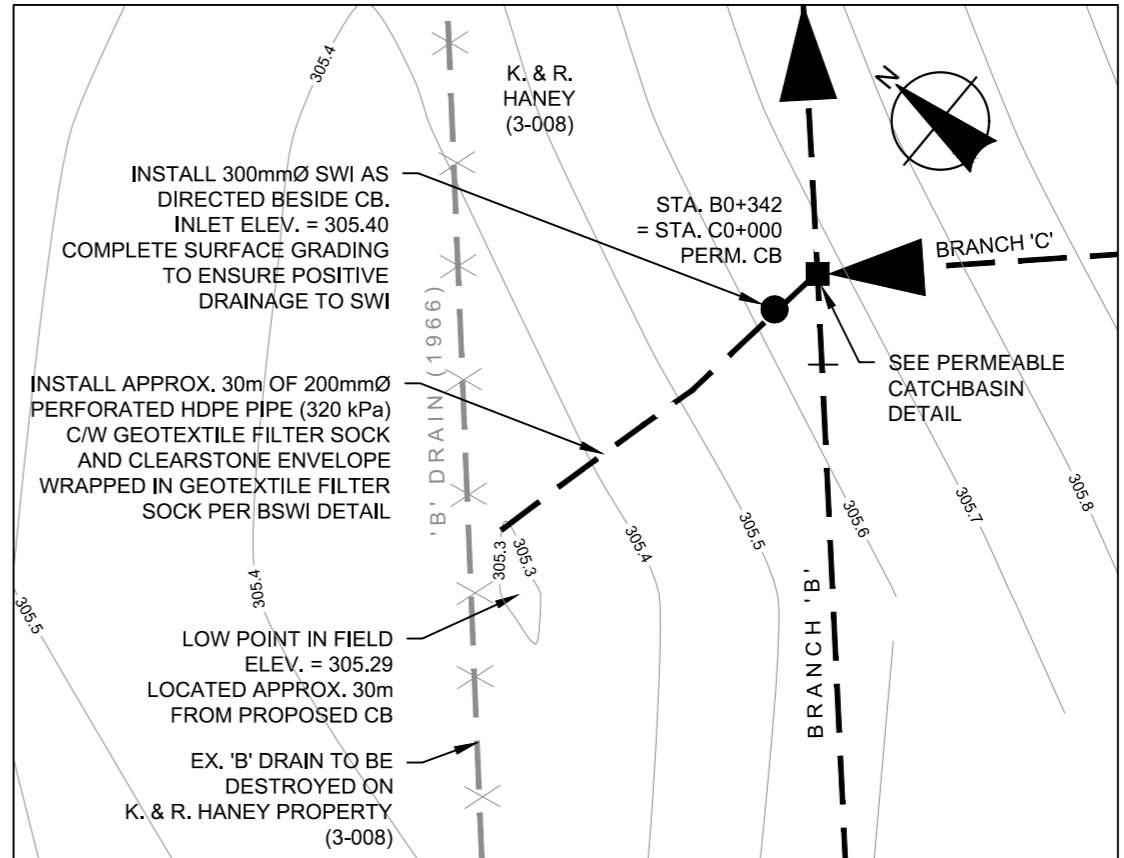 305.4
K. & R.
HANEY
(3-008)
N
INSTALL 300mmØ SWI AS
DIRECTED BESIDE CB.
INLET ELEV. = 305.40
COMPLETE SURFACE GRADING
TO ENSURE POSITIVE
DRAINAGE TO SWI
STA. B0+342
= STA. C0+000
PERM. CB
BRANCH 'C'
'B' DRAIN (1966)
SEE PERMEABLE
CATCHBASIN
DETAIL
INSTALL APPROX. 30m OF 200mmØ
PERFORATED HDPE PIPE (320 kPa)
C/W GEOTEXTILE FILTER SOCK
AND CLEARSTONE ENVELOPE
WRAPPED IN GEOTEXTILE FILTER
SOCK PER BSWI DETAIL
305.3
305.3
305.4
305.5
305.6
305.7
305.8
305.5
305.4
BRANCH 'B'
LOW POINT IN FIELD
ELEV. = 305.29
LOCATED APPROX. 30m
FROM PROPOSED CB
EX. 'B' DRAIN TO BE
DESTROYED ON
K. & R. HANEY PROPERTY
(3-008)